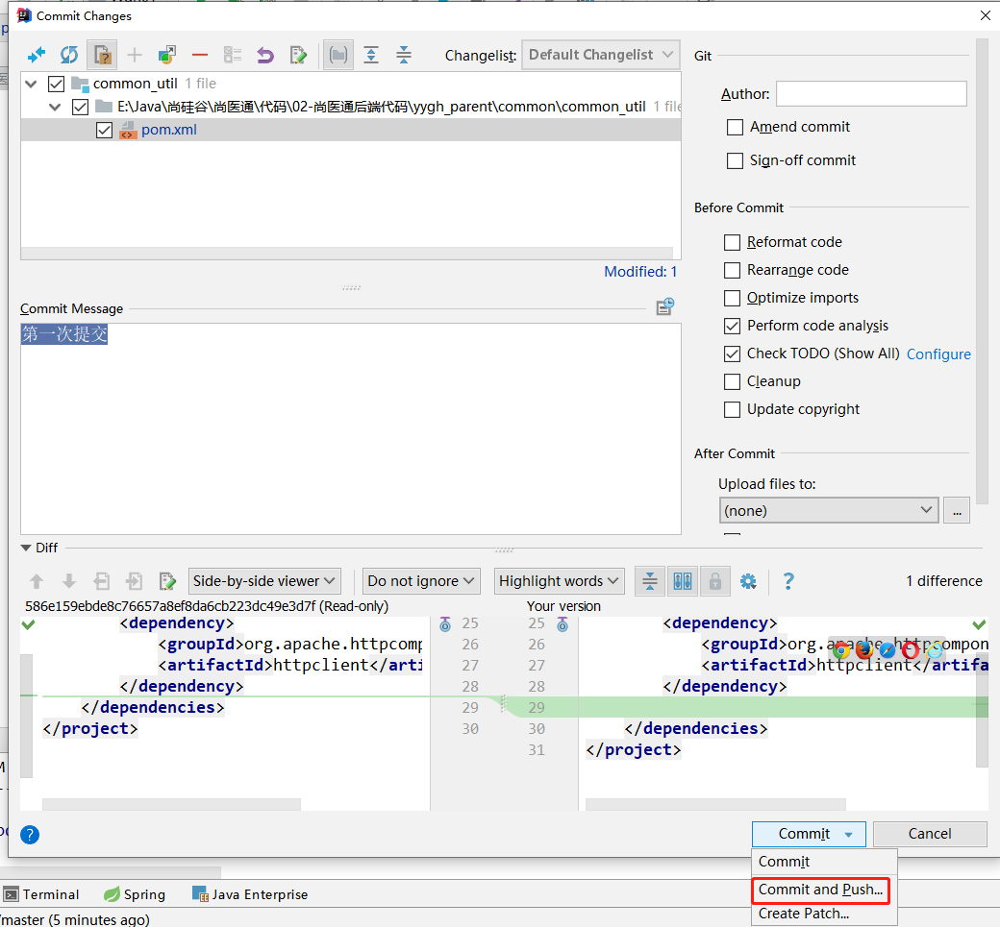 Commit Changes
Changelist: Default Changelist
common_util 1 file
E:\Java\尚硅谷\尚医通\代码\02-尚医通后端代码\yygh_parent\common\common_util 1 file
pom.xml
Modified: 1
Commit Message
第一次提交
Git
Author:
Amend commit
Sign-off commit
Before Commit
Reformat code
Rearrange code
Optimize imports
Perform code analysis
Check TODO (Show All) Configure
Cleanup
Update copyright
After Commit
Upload files to:
(none) ...
Diff
Side-by-side viewer Do not ignore Highlight words ? 1 difference
586e159ebde8c76657a8ef8da6cb223dc49e3d7f (Read-only) Your version
<dependency> 25 25 <dependency>
<groupId>org.apache.httpcomp 26 26 <groupId>org.apache.httpcomponen
<artifactId>httpclient</arti 27 27 <artifactId>httpclient</artifa
</dependency> 28 28 </dependency>
</dependencies> 29 29
</project> 30 30 </dependencies>
31 </project>
? Commit Cancel
Commit
Commit and Push...
Create Patch...
Terminal Spring Java Enterprise
/master (5 minutes ago)